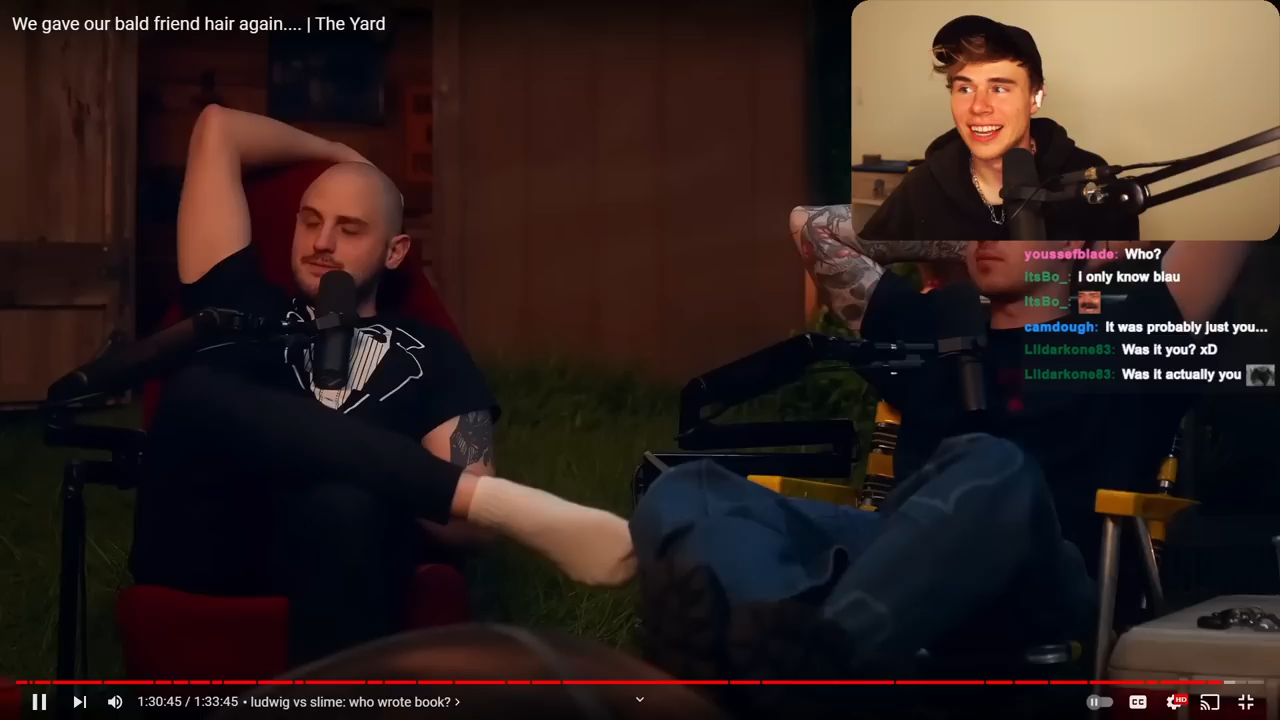 We gave our bald friend hair again.... | The Yard
youssefblade: Who?
ItsBo_: I only know blau
ItsBo_:
camdough: It was probably just you...
Lildarkone83: Was it you? xD
Lildarkone83: Was it actually you
1:30:45 / 1:33:45 • ludwig vs slime: who wrote book? >
CC
HD